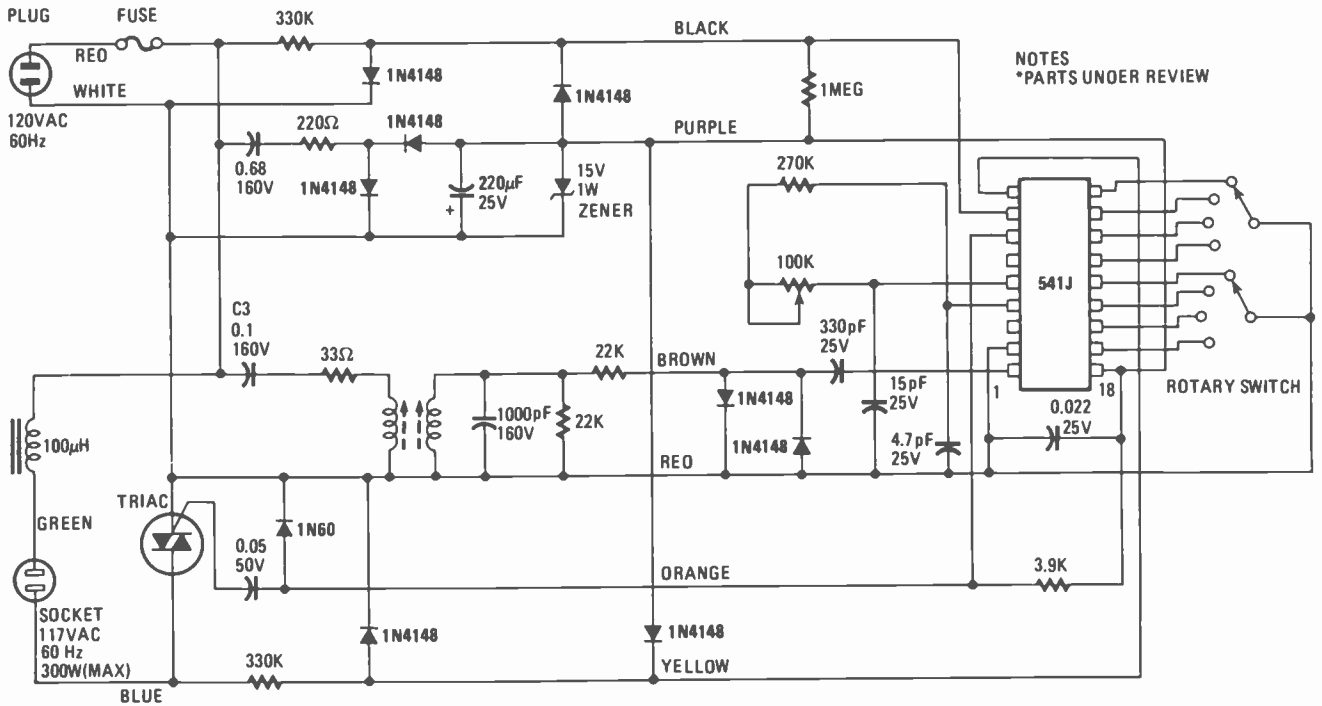 PLUG
FUSE
330K
BLACK
REO
1N4148
NOTES
*PARTS UNDER REVIEW
WHITE
1N4148
1MEG
120VAC
60Hz
220Ω
1N4148
PURPLE
0.68
160V
1N4148
220µF
25V
+
15V
1W
ZENER
270K
100K
541J
C3
0.1
160V
33Ω
22K
BROWN
330pF
25V
ROTARY SWITCH
1
18
100µH
1000pF
160V
22K
1N4148
1N4148
15pF
25V
4.7pF
25V
0.022
25V
REO
TRIAC
GREEN
1N60
0.05
50V
ORANGE
3.9K
SOCKET
117VAC
60 Hz
300W(MAX)
1N4148
1N4148
330K
YELLOW
BLUE